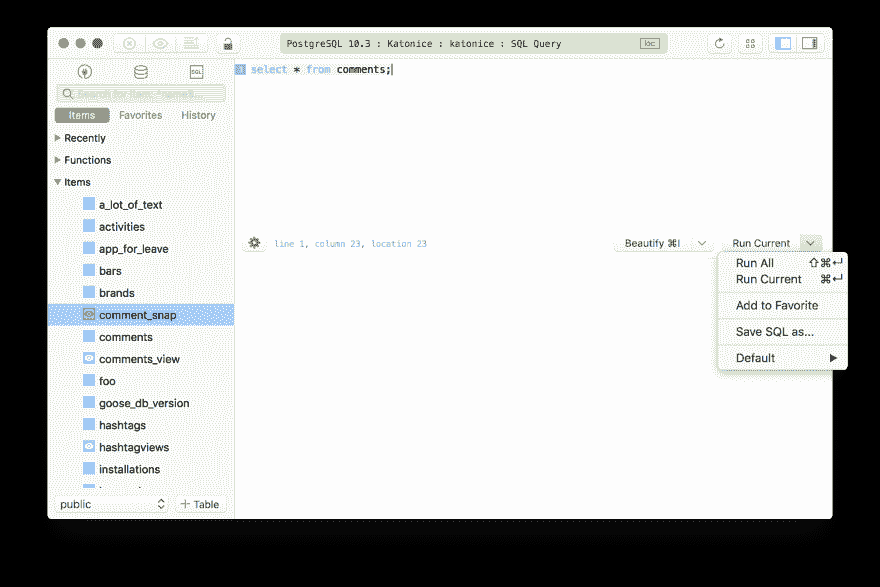 PostgreSQL 10.3 : Katonice : katonice : SQL Query
loc
SQL
Search for item: ^name$...
Items
Favorites
History
Recently
Functions
Items
a_lot_of_text
activities
app_for_leave
bars
brands
comment_snap
comments
comments_view
foo
goose_db_version
hashtags
hashtagviews
installations
public
+ Table
1 select * from comments;
line 1, column 23, location 23
Beautify ⌘I
Run Current
Run All ⇧⌘↩
Run Current ⌘↩
Add to Favorite
Save SQL as...
Default